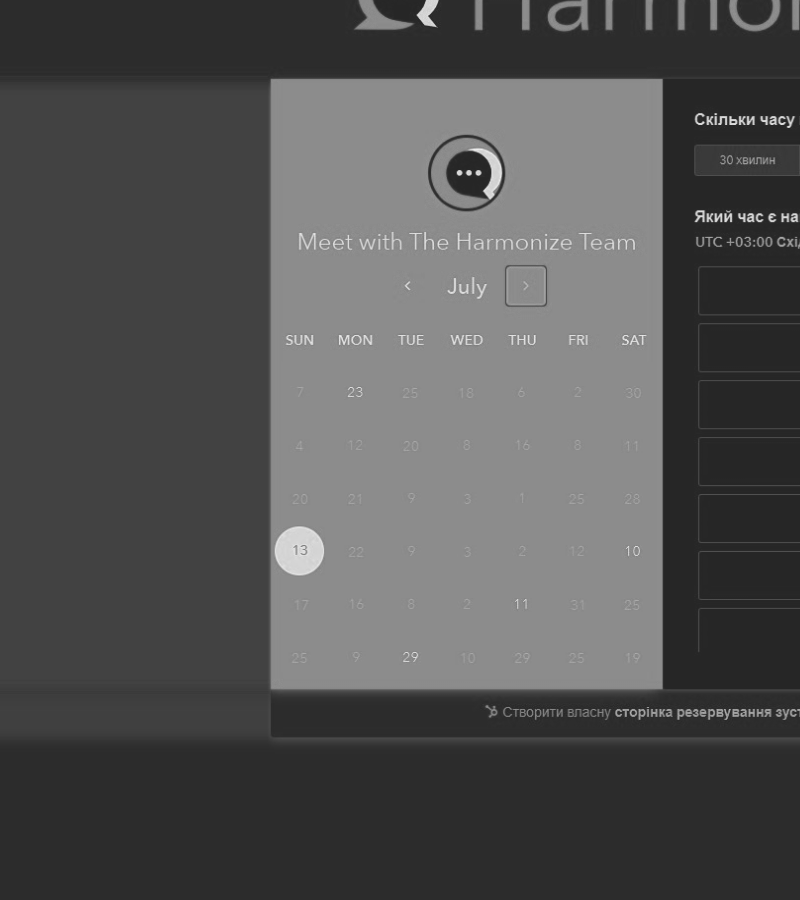 Harmon
Meet with The Harmonize Team
July
SUN MON TUE WED THU FRI SAT
7 23 25 18 6 2 30
4 12 20 8 16 8 11
20 21 9 3 1 25 28
13 22 9 3 2 12 10
17 16 8 2 11 31 25
25 9 29 10 29 25 19
Скільки часу
30 хвилин
Який час є на
UTC +03:00 Схі
Створити власну сторінка резервування зуст